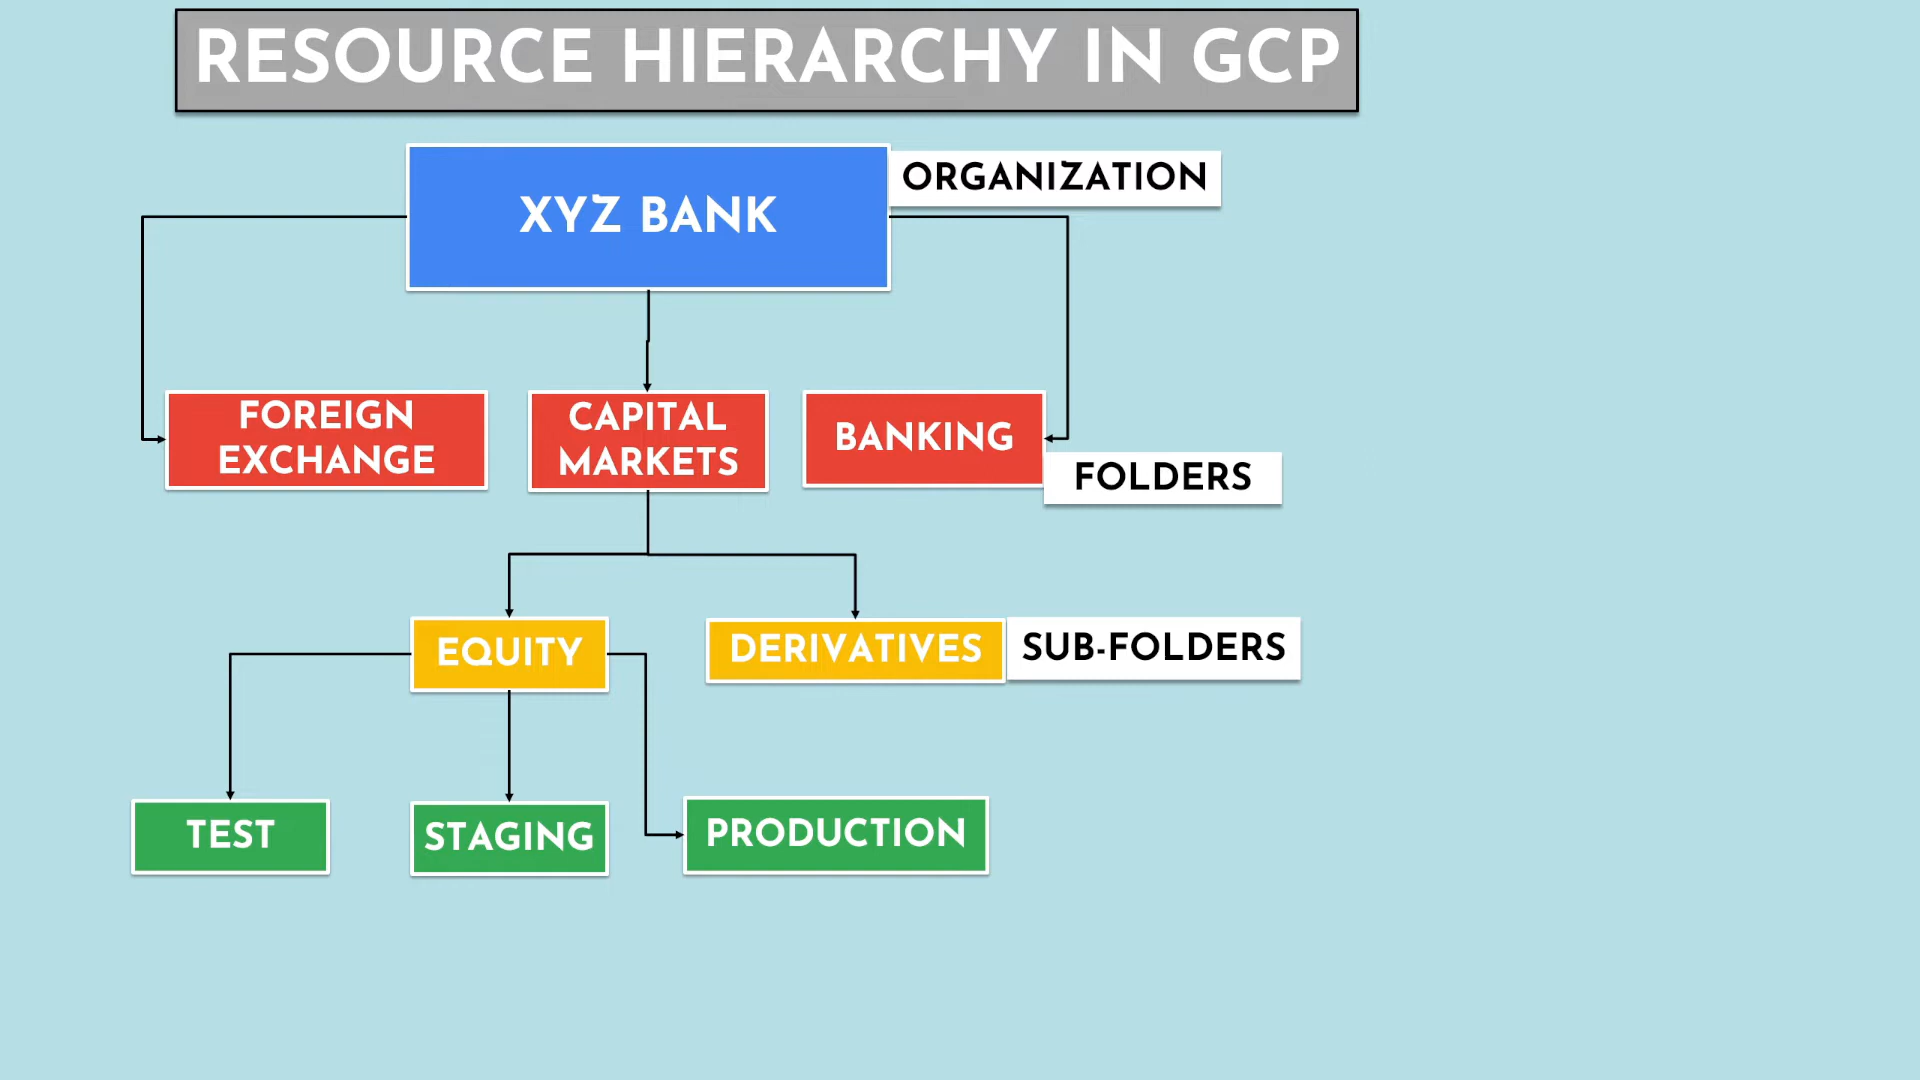 RESOURCE HIERARCHY IN GCP
XYZ BANK
ORGANIZATION
FOREIGN
EXCHANGE
CAPITAL
MARKETS
BANKING
FOLDERS
EQUITY
DERIVATIVES
SUB-FOLDERS
TEST
STAGING
PRODUCTION